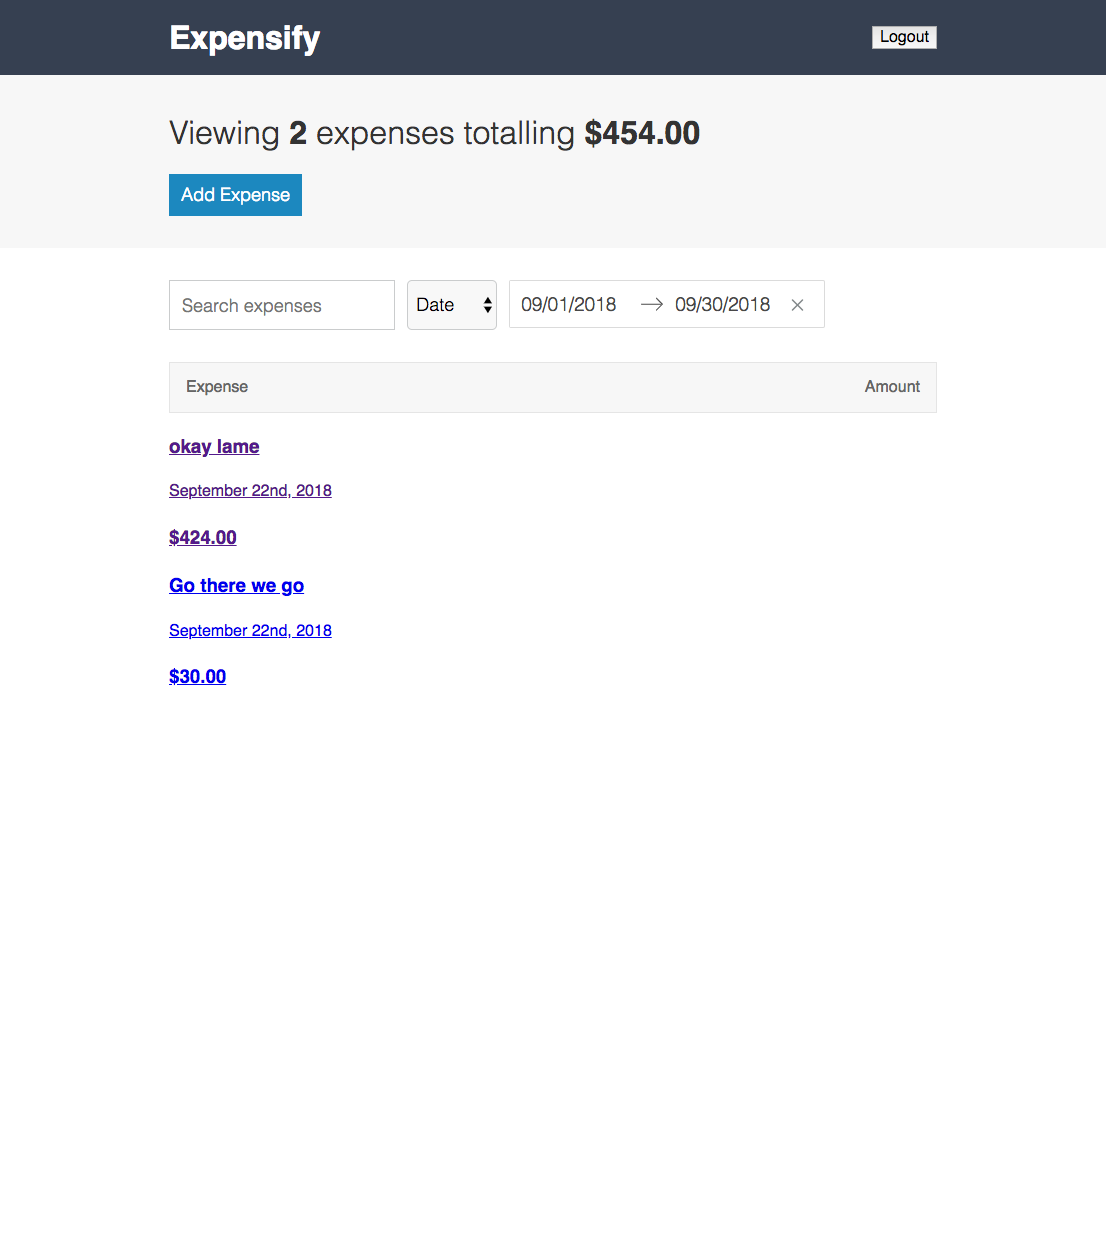 Expensify
Logout
Viewing 2 expenses totalling $454.00
Add Expense
Search expenses
Date
09/01/2018
09/30/2018
Expense
Amount
okay lame
September 22nd, 2018
$424.00
Go there we go
September 22nd, 2018
$30.00